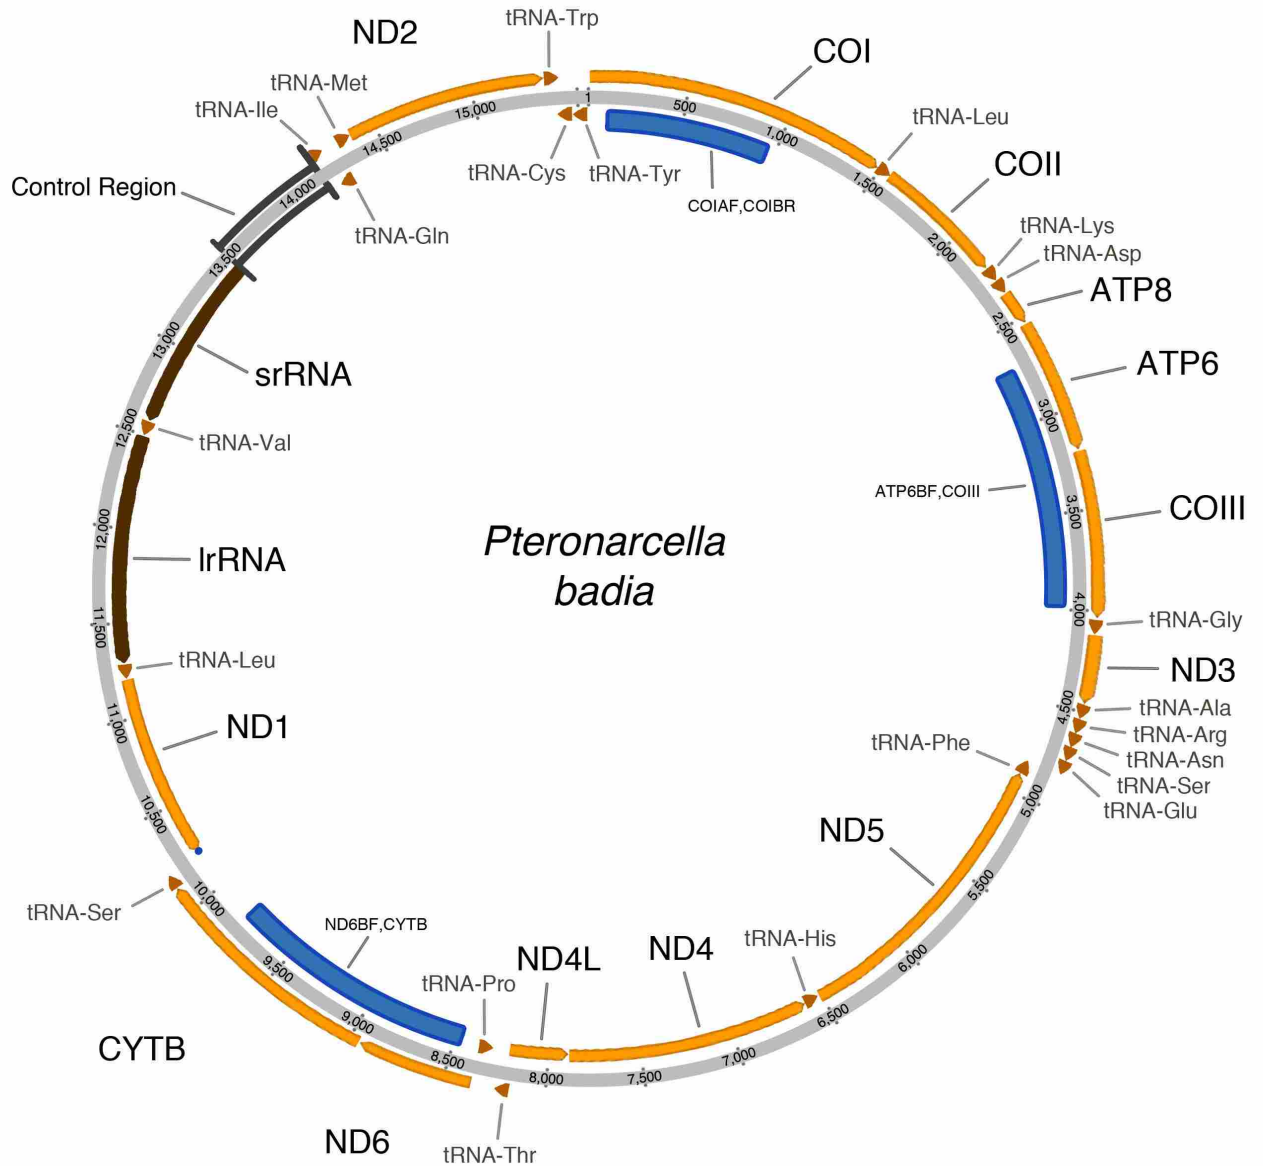 tRNA-Trp
ND2
COI
tRNA-Met
tRNA-Ile
Control Region
tRNA-Leu
COII
tRNA-Cys
tRNA-Tyr
COIAF,COIBR
tRNA-Gln
tRNA-Lys
tRNA-Asp
ATP8
ATP6
srRNA
tRNA-Val
ATP6BF,COIII
COIII
Pteronarcella
badia
lrRNA
tRNA-Gly
tRNA-Leu
ND3
tRNA-Ala
tRNA-Arg
tRNA-Asn
tRNA-Ser
tRNA-Glu
ND1
tRNA-Phe
ND5
tRNA-Ser
ND6BF,CYTB
tRNA-His
ND4
ND4L
tRNA-Pro
CYTB
ND6
tRNA-Thr
1
500
1,000
1,500
2,000
2,500
3,000
3,500
4,000
4,500
5,000
5,500
6,000
6,500
7,000
7,500
8,000
8,500
9,000
9,500
10,000
10,500
11,000
11,500
12,000
12,500
13,000
13,500
14,000
14,500
15,000